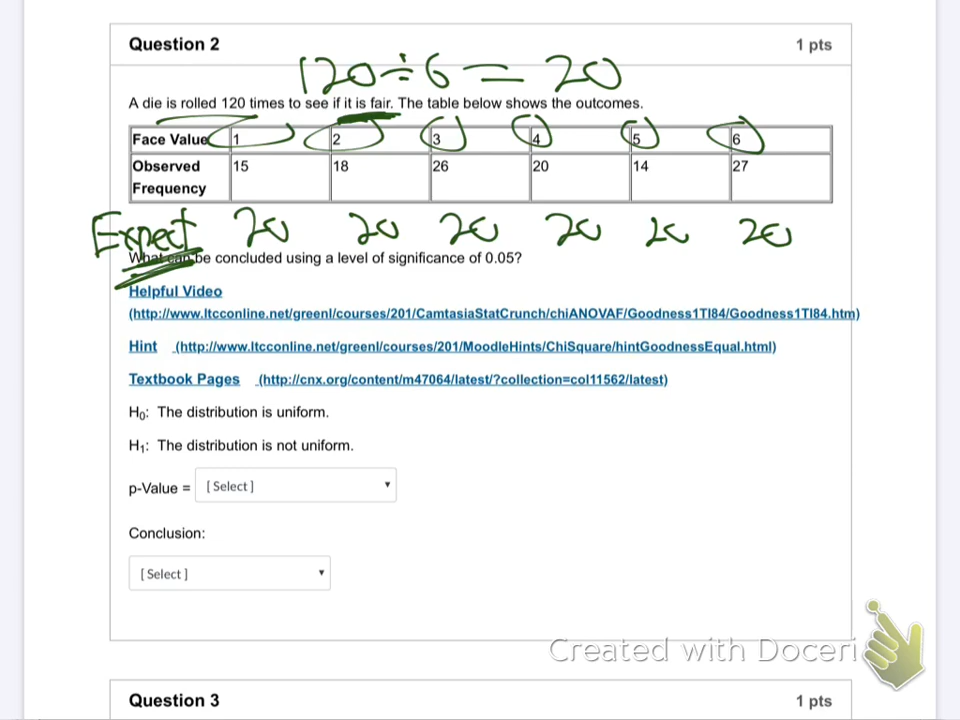 Question 2 1 pts
120÷6=20
A die is rolled 120 times to see if it is fair. The table below shows the outcomes.
Face Value 1 2 3 4 5 6
Observed Frequency 15 18 26 20 14 27
Expect 20 20 20 20 20 20
What can be concluded using a level of significance of 0.05?
Helpful Video
(http://www.ltcconline.net/greenl/courses/201/CamtasiaStatCrunch/chiANOVAF/Goodness1TI84/Goodness1TI84.htm)
Hint (http://www.ltcconline.net/greenl/courses/201/MoodleHints/ChiSquare/hintGoodnessEqual.html)
Textbook Pages (http://cnx.org/content/m47064/latest/?collection=col11562/latest)
H0: The distribution is uniform.
H1: The distribution is not uniform.
p-Value = [ Select ]
Conclusion:
[ Select ]
Created with Doceri
Question 3 1 pts